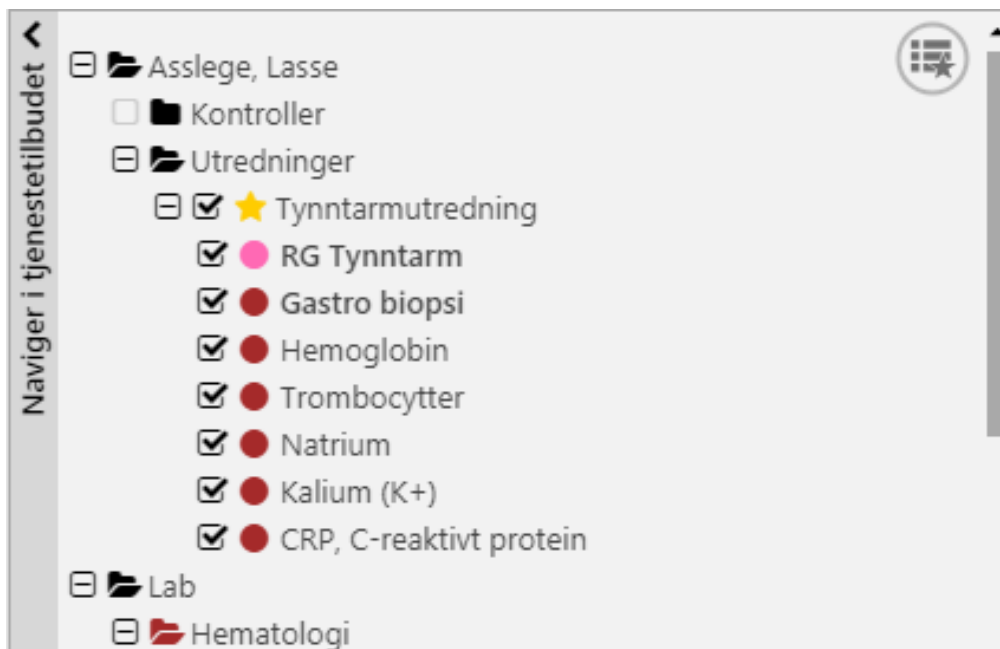 Naviger i tjenestetilbudet
Asslege, Lasse
Kontroller
Utredninger
Tynntarmutredning
RG Tynntarm
Gastro biopsi
Hemoglobin
Trombocytter
Natrium
Kalium (K+)
CRP, C-reaktivt protein
Lab
Hematologi